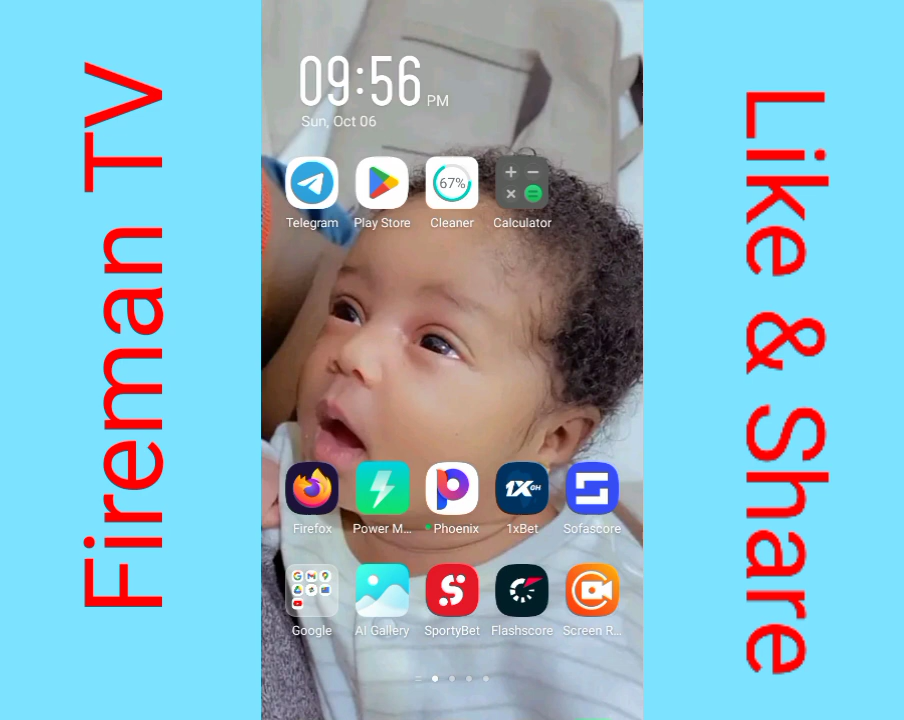 Fireman TV
09:56 PM
Sun, Oct 06
67%
Telegram Play Store Cleaner Calculator
1XGH
Firefox Power M... Phoenix 1xBet Sofascore
Google AI Gallery SportyBet Flashscore Screen R...
Like & Share